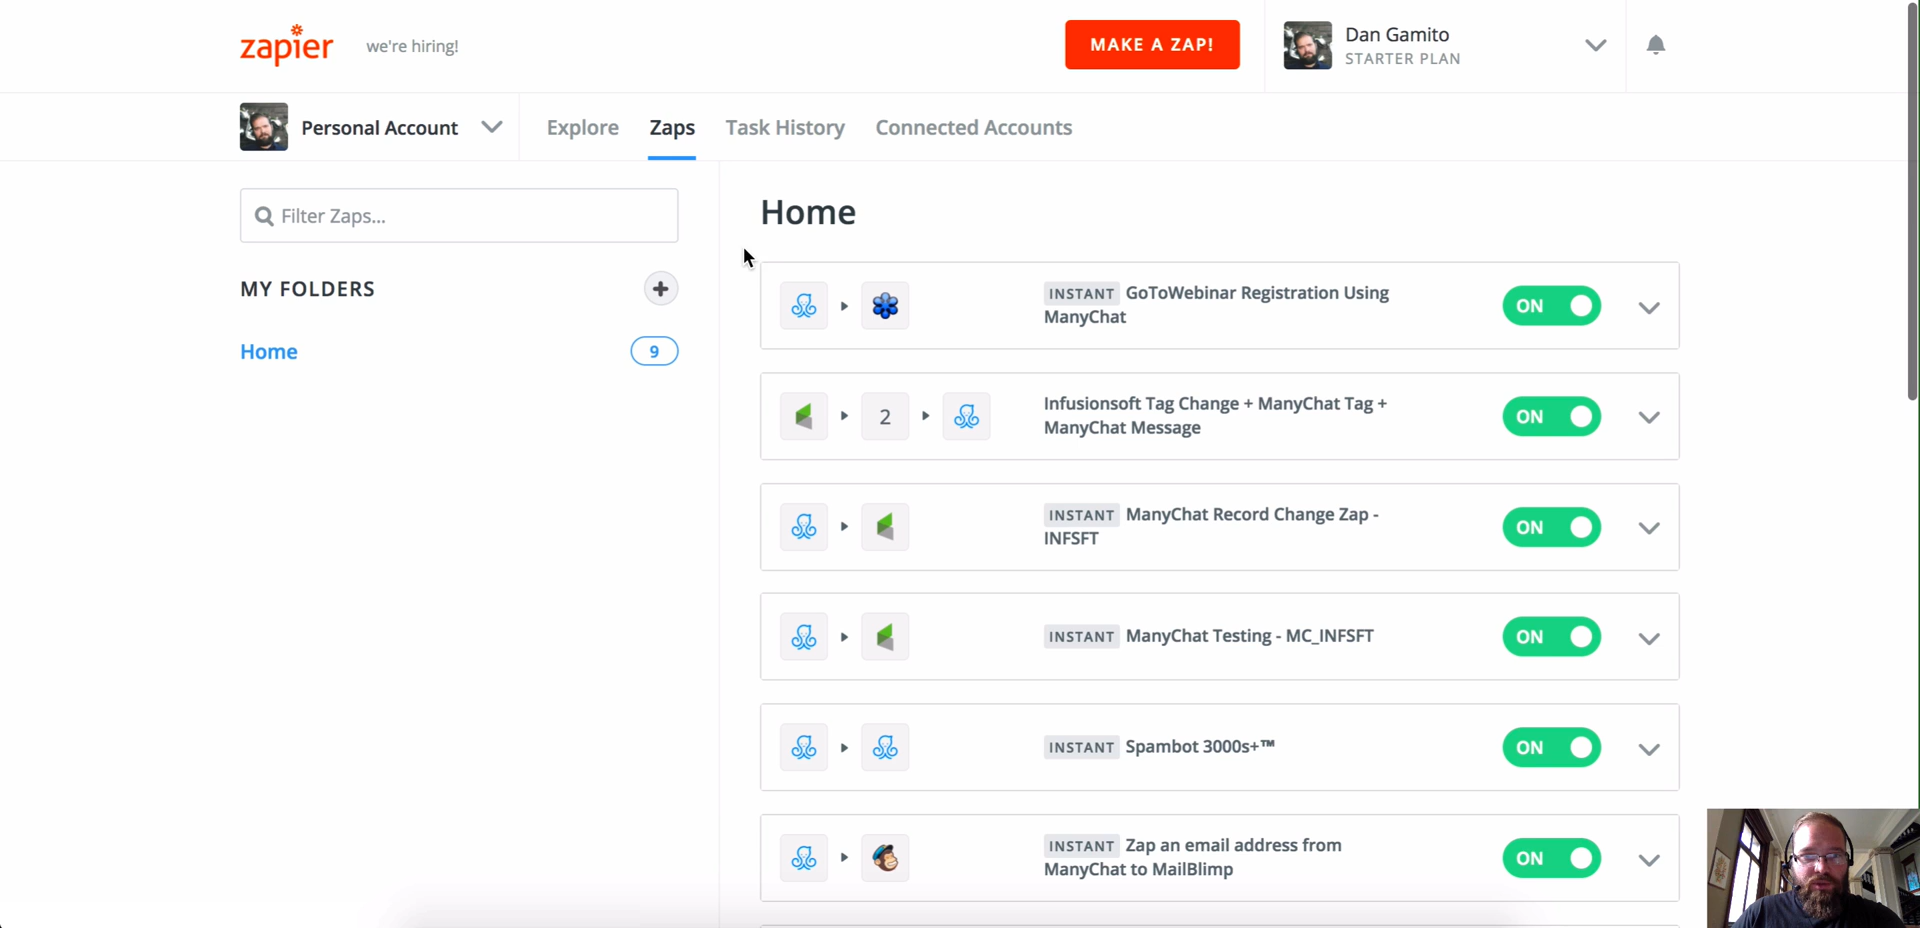 zapier
we're hiring!
MAKE A ZAP!
Dan Gamito
STARTER PLAN
Personal Account
Explore
Zaps
Task History
Connected Accounts
Filter Zaps...
MY FOLDERS
Home
9
Home
INSTANT GoToWebinar Registration Using
ManyChat
ON
2
Infusionsoft Tag Change + ManyChat Tag +
ManyChat Message
ON
INSTANT ManyChat Record Change Zap -
INFSFT
ON
INSTANT ManyChat Testing - MC_INFSFT
ON
INSTANT Spambot 3000s+™
ON
INSTANT Zap an email address from
ManyChat to MailBlimp
ON